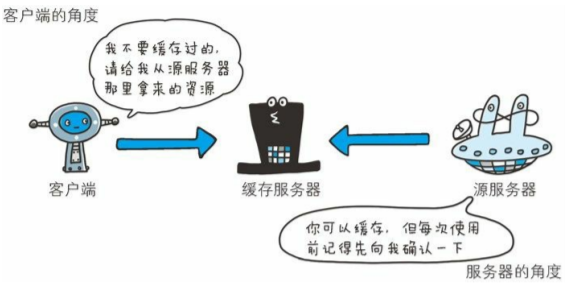 客户端的角度
我不要缓存过的,
请给我从源服务器
那里拿来的资源
客户端
缓存服务器
源服务器
你可以缓存, 但每次使用
前记得先向我确认一下
服务器的角度